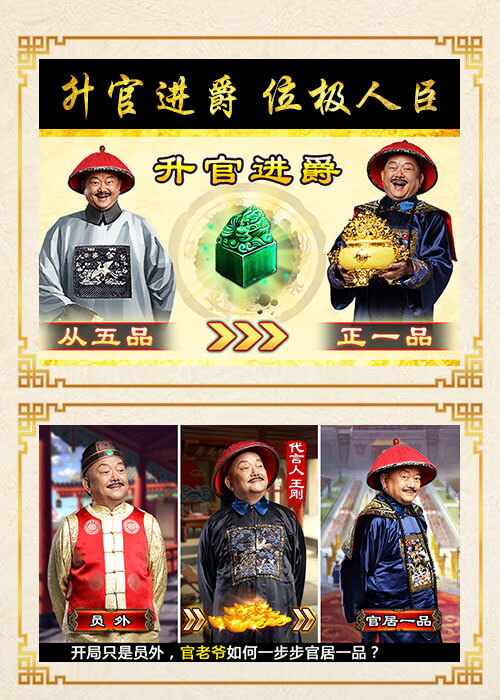 升官进爵 位极人臣
升官进爵
从五品
正一品
代言人 王刚
员外
官居一品
开局只是员外，官老爷如何一步步官居一品？